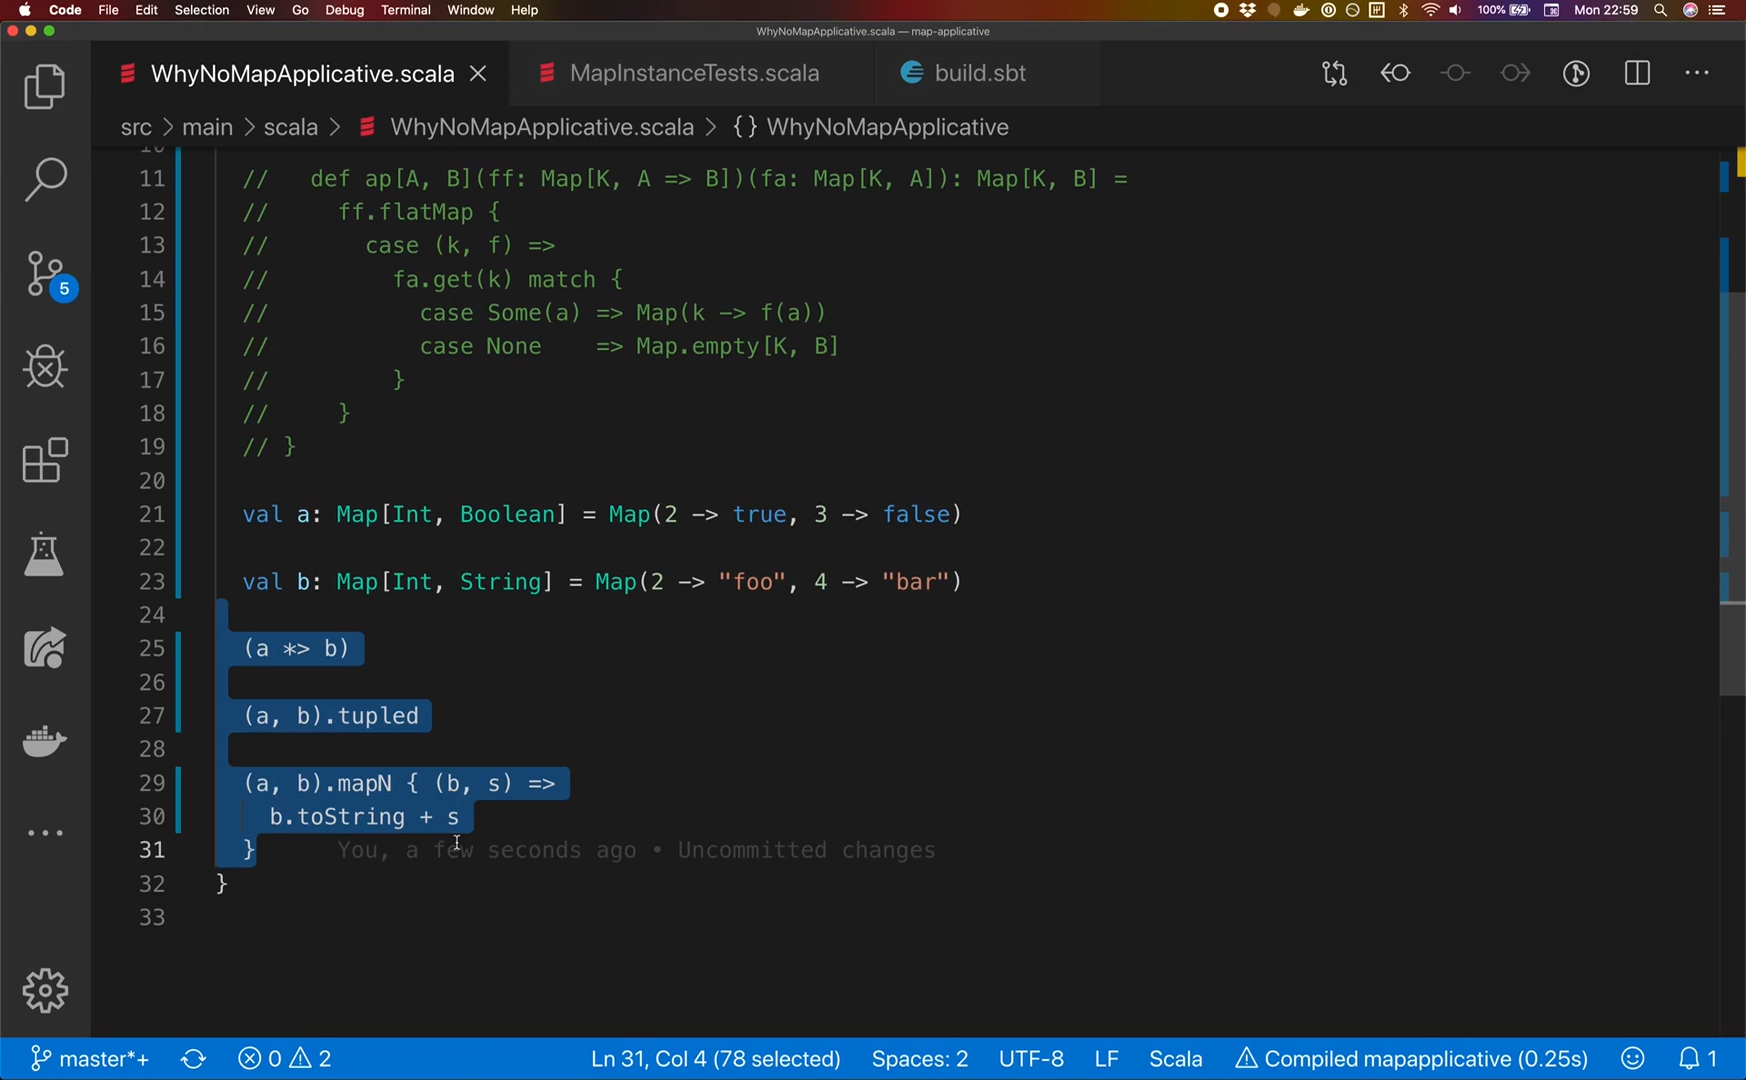 Code File Edit Selection View Go Debug Terminal Window Help 100% Mon 22:59
WhyNoMapApplicative.scala — map-applicative
WhyNoMapApplicative.scala MapInstanceTests.scala build.sbt
src > main > scala > WhyNoMapApplicative.scala > {} WhyNoMapApplicative
10
11 // def ap[A, B](ff: Map[K, A => B])(fa: Map[K, A]): Map[K, B] =
12 // ff.flatMap {
13 // case (k, f) =>
14 // fa.get(k) match {
15 // case Some(a) => Map(k -> f(a))
16 // case None => Map.empty[K, B]
17 // }
18 // }
19 // }
20
21 val a: Map[Int, Boolean] = Map(2 -> true, 3 -> false)
22
23 val b: Map[Int, String] = Map(2 -> "foo", 4 -> "bar")
24
25 (a *> b)
26
27 (a, b).tupled
28
29 (a, b).mapN { (b, s) =>
30 b.toString + s
31 } You, a few seconds ago • Uncommitted changes
32 }
33
5
master*+ 0 2 Ln 31, Col 4 (78 selected) Spaces: 2 UTF-8 LF Scala Compiled mapapplicative (0.25s) 1